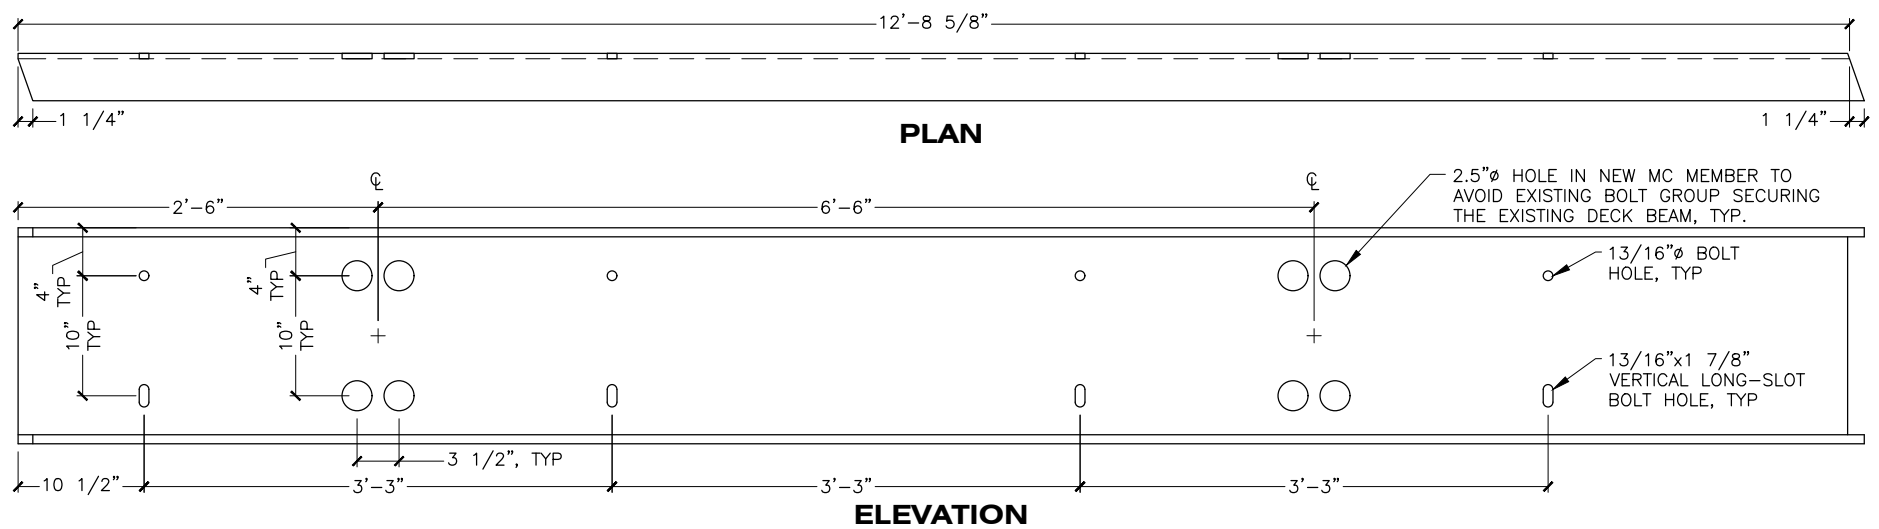 12'-8 5/8"
1 1/4"
1 1/4"
PLAN
℄
℄
2'-6"
6'-6"
2.5"ø HOLE IN NEW MC MEMBER TO
AVOID EXISTING BOLT GROUP SECURING
THE EXISTING DECK BEAM, TYP.
13/16"ø BOLT
HOLE, TYP
4"
TYP
4"
TYP
10"
TYP
10"
TYP
13/16"x1 7/8"
VERTICAL LONG-SLOT
BOLT HOLE, TYP
3 1/2", TYP
10 1/2"
3'-3"
3'-3"
3'-3"
ELEVATION